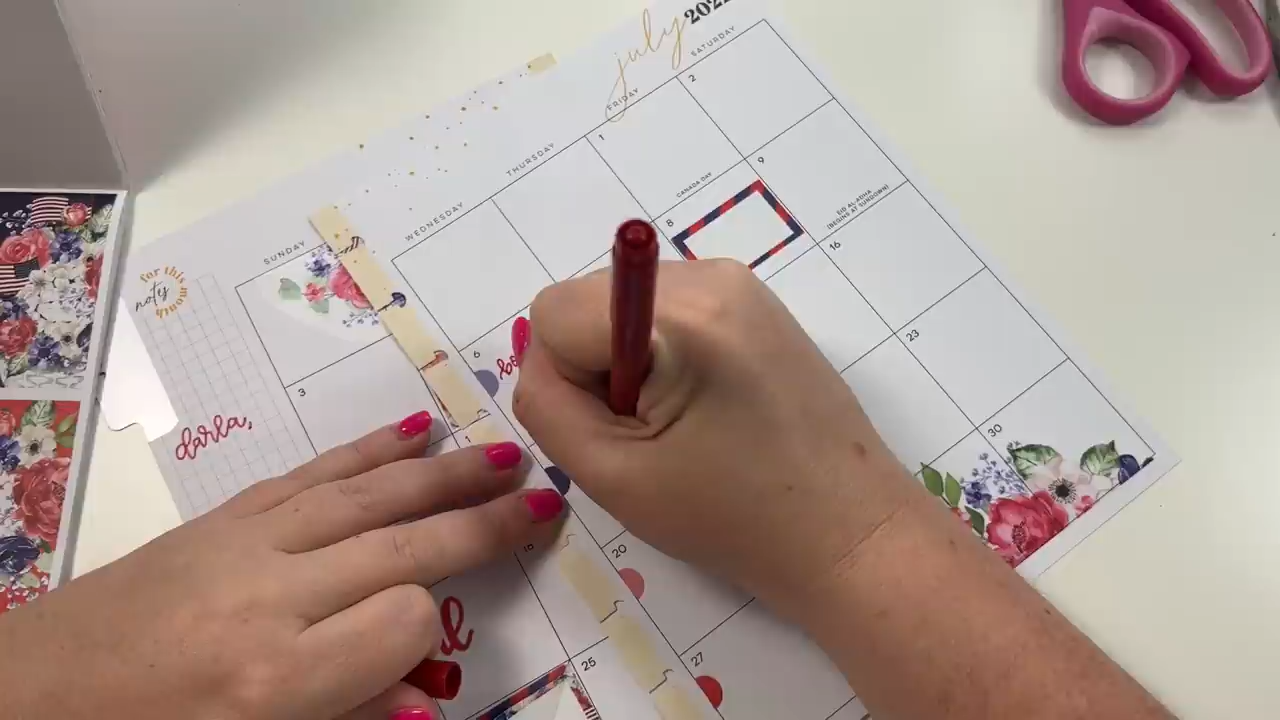 july
SATURDAY
FRIDAY
THURSDAY
WEDNESDAY
SUNDAY
1
2
CANADA DAY
8
9
EID AL-ADHA
(BEGINS AT SUNDOWN)
16
23
30
for this
notes
month
3
6
darla,
20
25
27